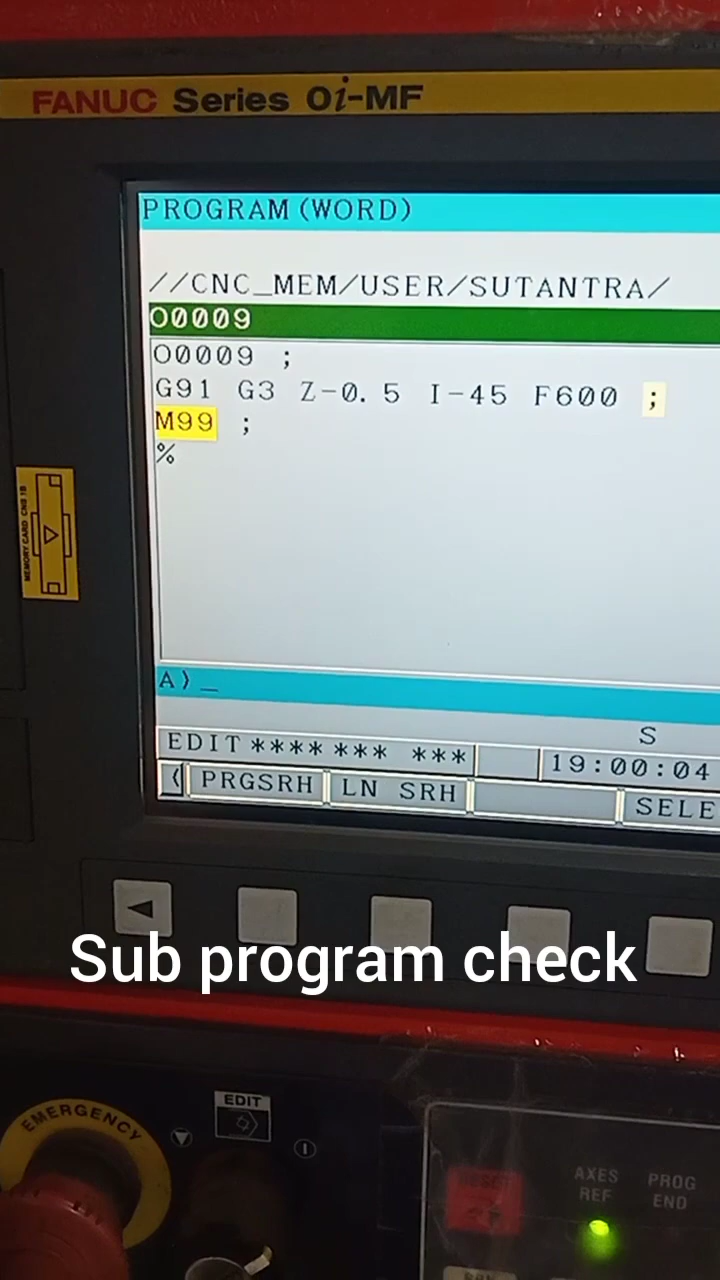 FANUC Series 0i-MF
PROGRAM (WORD)
//CNC_MEM/USER/SUTANTRA/
O0009
O0009 ;
G91 G3 Z-0.5 I-45 F600 ;
M99 ;
%
MEMORY CARD CNB 1B
A)_
S
EDIT **** *** ***
19:00:04
( PRGSRH LN SRH SELE
Sub program check
EDIT
EMERGENCY
RESET
AXES REF
PROG END